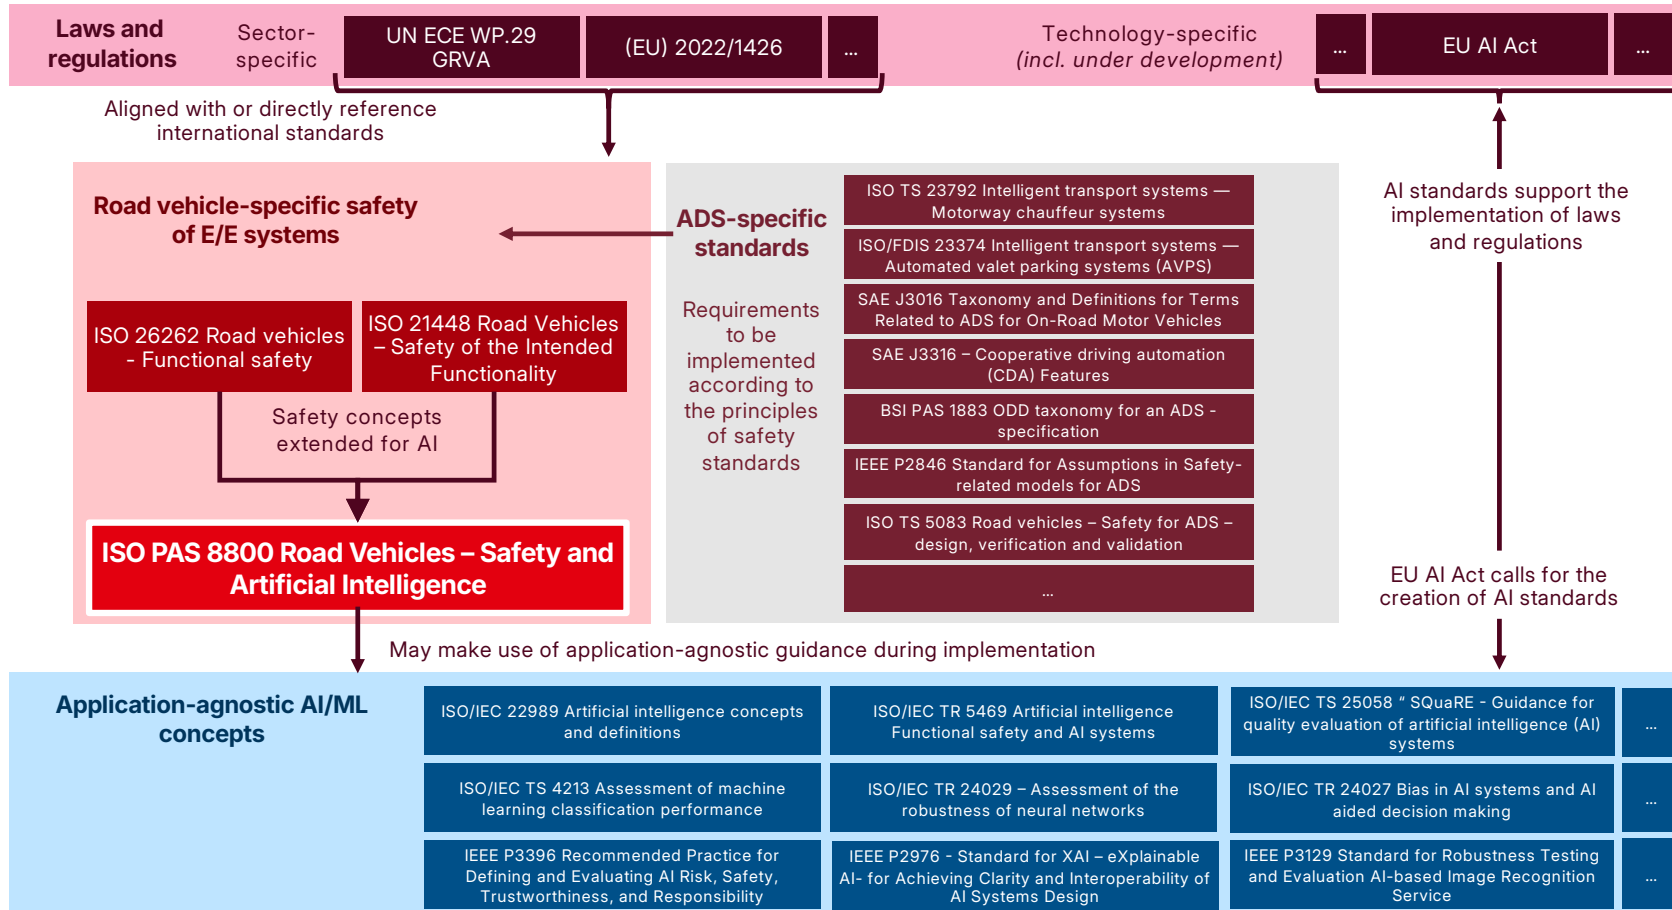 Laws and
regulations
Sector-
specific
UN ECE WP.29
GRVA
(EU) 2022/1426
...
Technology-specific
(incl. under development)
...
EU AI Act
...
Aligned with or directly reference
international standards
Road vehicle-specific safety
of E/E systems
ISO 26262 Road vehicles
- Functional safety
ISO 21448 Road Vehicles
– Safety of the Intended
Functionality
Safety concepts
extended for AI
ISO PAS 8800 Road Vehicles – Safety and
Artificial Intelligence
ADS-specific
standards
Requirements
to be
implemented
according to
the principles
of safety
standards
ISO TS 23792 Intelligent transport systems —
Motorway chauffeur systems
ISO/FDIS 23374 Intelligent transport systems —
Automated valet parking systems (AVPS)
SAE J3016 Taxonomy and Definitions for Terms
Related to ADS for On-Road Motor Vehicles
SAE J3316 – Cooperative driving automation
(CDA) Features
BSI PAS 1883 ODD taxonomy for an ADS -
specification
IEEE P2846 Standard for Assumptions in Safety-
related models for ADS
ISO TS 5083 Road vehicles – Safety for ADS –
design, verification and validation
...
AI standards support the
implementation of laws
and regulations
EU AI Act calls for the
creation of AI standards
May make use of application-agnostic guidance during implementation
Application-agnostic AI/ML
concepts
ISO/IEC 22989 Artificial intelligence concepts
and definitions
ISO/IEC TR 5469 Artificial intelligence
Functional safety and AI systems
ISO/IEC TS 25058 “ SQuaRE - Guidance for
quality evaluation of artificial intelligence (AI)
systems
...
ISO/IEC TS 4213 Assessment of machine
learning classification performance
ISO/IEC TR 24029 – Assessment of the
robustness of neural networks
ISO/IEC TR 24027 Bias in AI systems and AI
aided decision making
...
IEEE P3396 Recommended Practice for
Defining and Evaluating AI Risk, Safety,
Trustworthiness, and Responsibility
IEEE P2976 - Standard for XAI – eXplainable
AI- for Achieving Clarity and Interoperability of
AI Systems Design
IEEE P3129 Standard for Robustness Testing
and Evaluation AI-based Image Recognition
Service
...